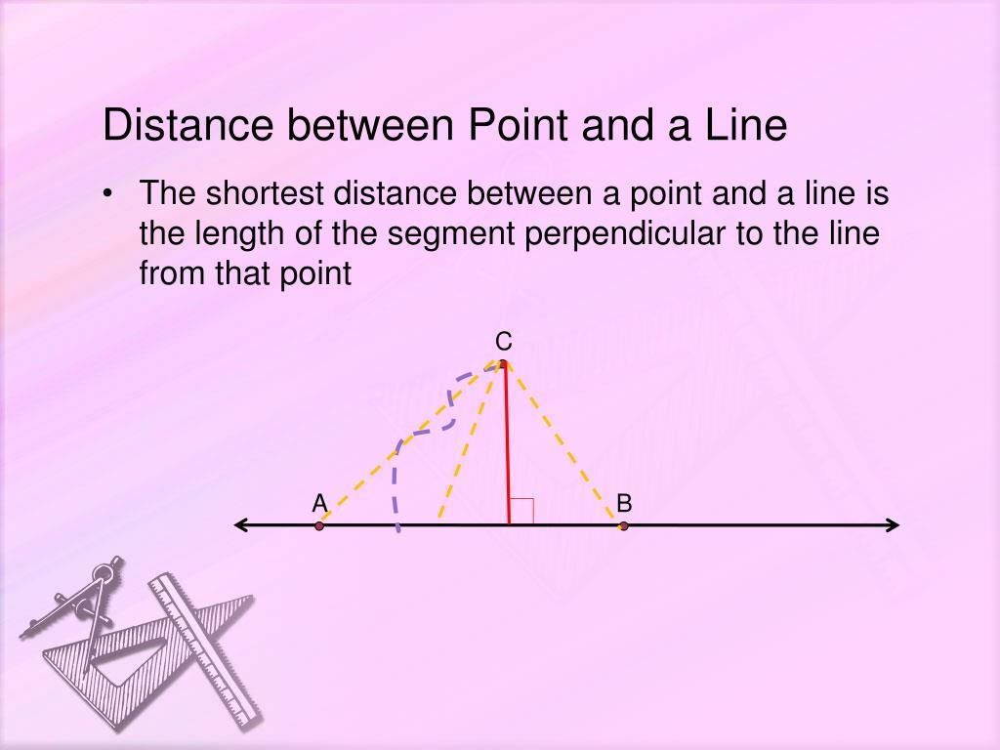 Distance between Point and a Line
• The shortest distance between a point and a line is
the length of the segment perpendicular to the line
from that point
C
A
B